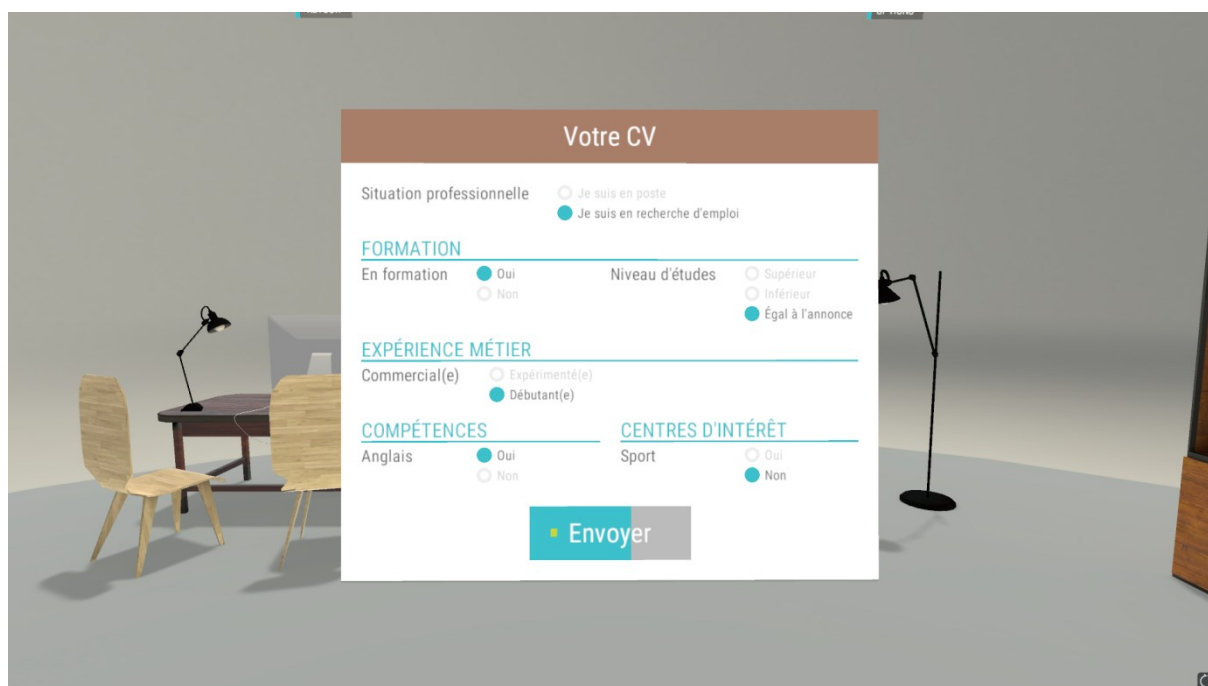 Votre CV
Situation professionnelle
Je suis en poste
Je suis en recherche d'emploi
FORMATION
En formation
Oui
Non
Niveau d'études
Supérieur
Inférieur
Égal à l'annonce
EXPÉRIENCE MÉTIER
Commercial(e)
Expérimenté(e)
Débutant(e)
COMPÉTENCES
Anglais
Oui
Non
CENTRES D'INTÉRÊT
Sport
Oui
Non
Envoyer